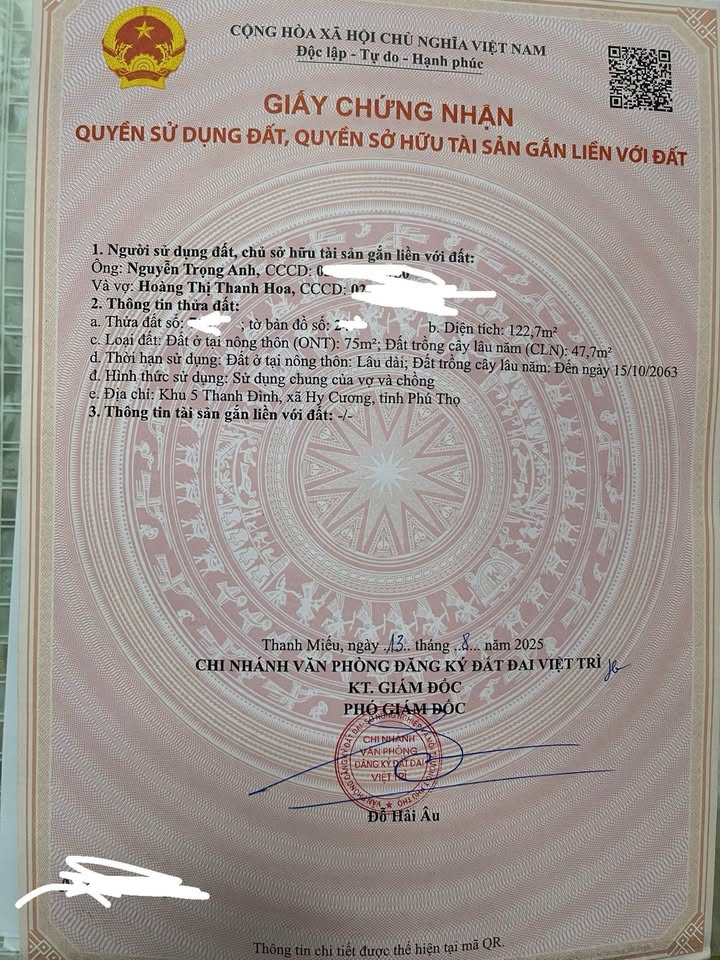 CỘNG HÒA XÃ HỘI CHỦ NGHĨA VIỆT NAM
Độc lập - Tự do - Hạnh phúc
GIẤY CHỨNG NHẬN
QUYỀN SỬ DỤNG ĐẤT, QUYỀN SỞ HỮU TÀI SẢN GẮN LIỀN VỚI ĐẤT
1. Người sử dụng đất, chủ sở hữu tài sản gắn liền với đất:
Ông: Nguyễn Trọng Anh, CCCD:
Và vợ: Hoàng Thị Thanh Hoa, CCCD:
2. Thông tin thửa đất:
a. Thửa đất số: ; tờ bản đồ số: b. Diện tích: 122,7m²
c. Loại đất: Đất ở tại nông thôn (ONT): 75m²; Đất trồng cây lâu năm (CLN): 47,7m²
d. Thời hạn sử dụng: Đất ở tại nông thôn: Lâu dài; Đất trồng cây lâu năm: Đến ngày 15/10/2063
đ. Hình thức sử dụng: Sử dụng chung của vợ và chồng
e. Địa chỉ: Khu 5 Thanh Đình, xã Hy Cương, tỉnh Phú Thọ
3. Thông tin tài sản gắn liền với đất: -/-
Thanh Miếu, ngày .13.. tháng ..8... năm 2025
CHI NHÁNH VĂN PHÒNG ĐĂNG KÝ ĐẤT ĐAI VIỆT TRÌ
KT. GIÁM ĐỐC
PHÓ GIÁM ĐỐC
CHI NHÁNH
VĂN PHÒNG
ĐĂNG KÝ ĐẤT ĐAI
VIỆT TRÌ
Đỗ Hải Âu
Thông tin chi tiết được thể hiện tại mã QR.